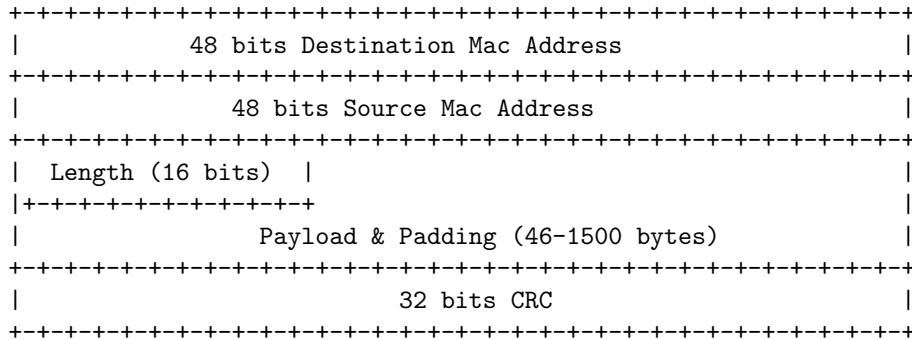 +-+-+-+-+-+-+-+-+-+-+-+-+-+-+-+-+-+-+-+-+-+-+-+-+-+-+-+-+-+-+-+-+
|            48 bits Destination Mac Address                    |
+-+-+-+-+-+-+-+-+-+-+-+-+-+-+-+-+-+-+-+-+-+-+-+-+-+-+-+-+-+-+-+-+
|               48 bits Source Mac Address                      |
+-+-+-+-+-+-+-+-+-+-+-+-+-+-+-+-+-+-+-+-+-+-+-+-+-+-+-+-+-+-+-+-+
|  Length (16 bits)  |                                          |
|+-+-+-+-+-+-+-+-+-+-+                                          |
|                 Payload & Padding (46-1500 bytes)             |
+-+-+-+-+-+-+-+-+-+-+-+-+-+-+-+-+-+-+-+-+-+-+-+-+-+-+-+-+-+-+-+-+
|                           32 bits CRC                         |
+-+-+-+-+-+-+-+-+-+-+-+-+-+-+-+-+-+-+-+-+-+-+-+-+-+-+-+-+-+-+-+-+